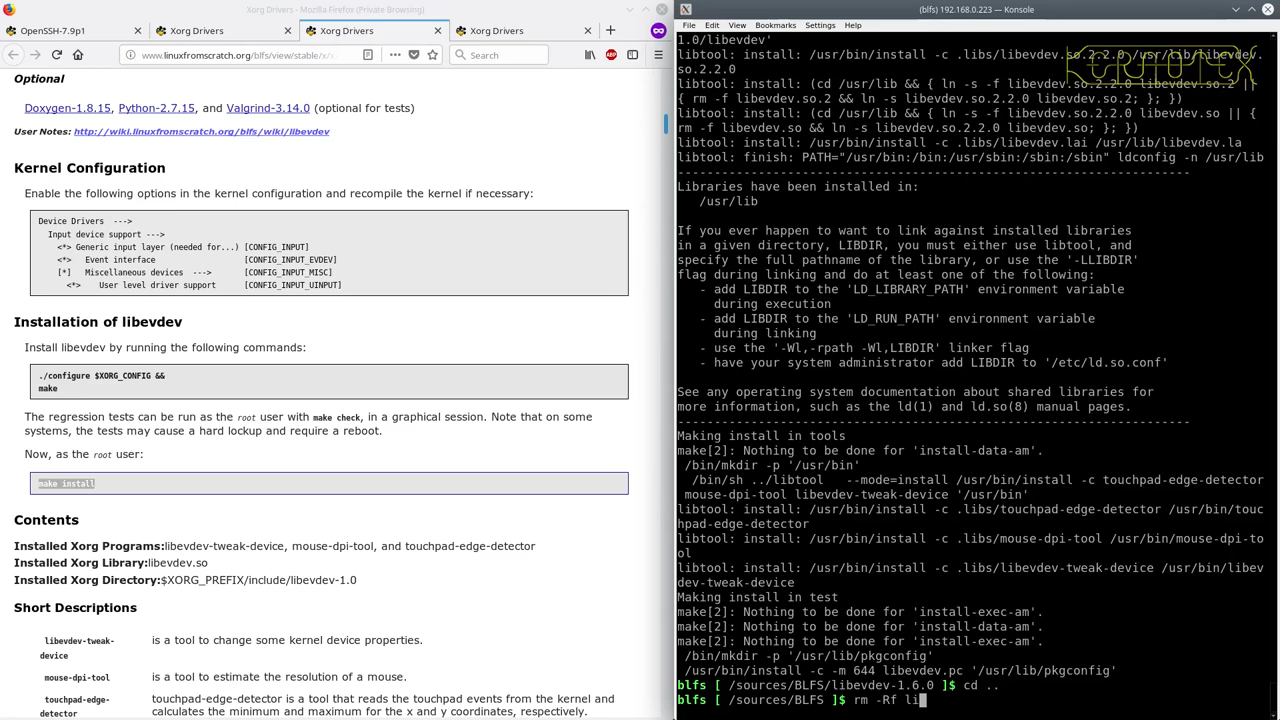 Xorg Drivers - Mozilla Firefox (Private Browsing)
OpenSSH-7.9p1
Xorg Drivers
Xorg Drivers
Xorg Drivers
www.linuxfromscratch.org/blfs/view/stable/x/x
Search
Optional
Doxygen-1.8.15, Python-2.7.15, and Valgrind-3.14.0 (optional for tests)
User Notes: http://wiki.linuxfromscratch.org/blfs/wiki/libevdev
Kernel Configuration
Enable the following options in the kernel configuration and recompile the kernel if necessary:
Device Drivers --->
Input device support --->
<*> Generic input layer (needed for...) [CONFIG_INPUT]
<*> Event interface [CONFIG_INPUT_EVDEV]
[*] Miscellaneous devices ---> [CONFIG_INPUT_MISC]
<*> User level driver support [CONFIG_INPUT_UINPUT]
Installation of libevdev
Install libevdev by running the following commands:
./configure $XORG_CONFIG &&
make
The regression tests can be run as the root user with make check, in a graphical session. Note that on some
systems, the tests may cause a hard lockup and require a reboot.
Now, as the root user:
make install
Contents
Installed Xorg Programs:libevdev-tweak-device, mouse-dpi-tool, and touchpad-edge-detector
Installed Xorg Library:libevdev.so
Installed Xorg Directory:$XORG_PREFIX/include/libevdev-1.0
Short Descriptions
libevdev-tweak-
device
is a tool to change some kernel device properties.
mouse-dpi-tool
is a tool to estimate the resolution of a mouse.
touchpad-edge-
detector
touchpad-edge-detector is a tool that reads the touchpad events from the kernel and
calculates the minimum and maximum for the x and y coordinates, respectively.
(blfs) 192.168.0.223 — Konsole
File Edit View Bookmarks Settings Help
1.0/libevdev'
libtool: install: /usr/bin/install -c .libs/libevdev.so.2.2.0 /usr/lib/libevdev.
so.2.2.0
libtool: install: (cd /usr/lib && { ln -s -f libevdev.so.2.2.0 libevdev.so.2 ||
{ rm -f libevdev.so.2 && ln -s libevdev.so.2.2.0 libevdev.so.2; }; })
libtool: install: (cd /usr/lib && { ln -s -f libevdev.so.2.2.0 libevdev.so || {
rm -f libevdev.so && ln -s libevdev.so.2.2.0 libevdev.so; }; })
libtool: install: /usr/bin/install -c .libs/libevdev.lai /usr/lib/libevdev.la
libtool: finish: PATH="/usr/bin:/bin:/usr/sbin:/sbin:/sbin" ldconfig -n /usr/lib
----------------------------------------------------------------------
Libraries have been installed in:
/usr/lib
If you ever happen to want to link against installed libraries
in a given directory, LIBDIR, you must either use libtool, and
specify the full pathname of the library, or use the '-LLIBDIR'
flag during linking and do at least one of the following:
- add LIBDIR to the 'LD_LIBRARY_PATH' environment variable
during execution
- add LIBDIR to the 'LD_RUN_PATH' environment variable
during linking
- use the '-Wl,-rpath -Wl,LIBDIR' linker flag
- have your system administrator add LIBDIR to '/etc/ld.so.conf'
See any operating system documentation about shared libraries for
more information, such as the ld(1) and ld.so(8) manual pages.
----------------------------------------------------------------------
Making install in tools
make[2]: Nothing to be done for 'install-data-am'.
/bin/mkdir -p '/usr/bin'
/bin/sh ../libtool --mode=install /usr/bin/install -c touchpad-edge-detector
mouse-dpi-tool libevdev-tweak-device '/usr/bin'
libtool: install: /usr/bin/install -c .libs/touchpad-edge-detector /usr/bin/touc
hpad-edge-detector
libtool: install: /usr/bin/install -c .libs/mouse-dpi-tool /usr/bin/mouse-dpi-to
ol
libtool: install: /usr/bin/install -c .libs/libevdev-tweak-device /usr/bin/libev
dev-tweak-device
Making install in test
make[2]: Nothing to be done for 'install-exec-am'.
make[2]: Nothing to be done for 'install-data-am'.
make[2]: Nothing to be done for 'install-exec-am'.
/bin/mkdir -p '/usr/lib/pkgconfig'
/usr/bin/install -c -m 644 libevdev.pc '/usr/lib/pkgconfig'
blfs [ /sources/BLFS/libevdev-1.6.0 ]$ cd ..
blfs [ /sources/BLFS ]$ rm -Rf li